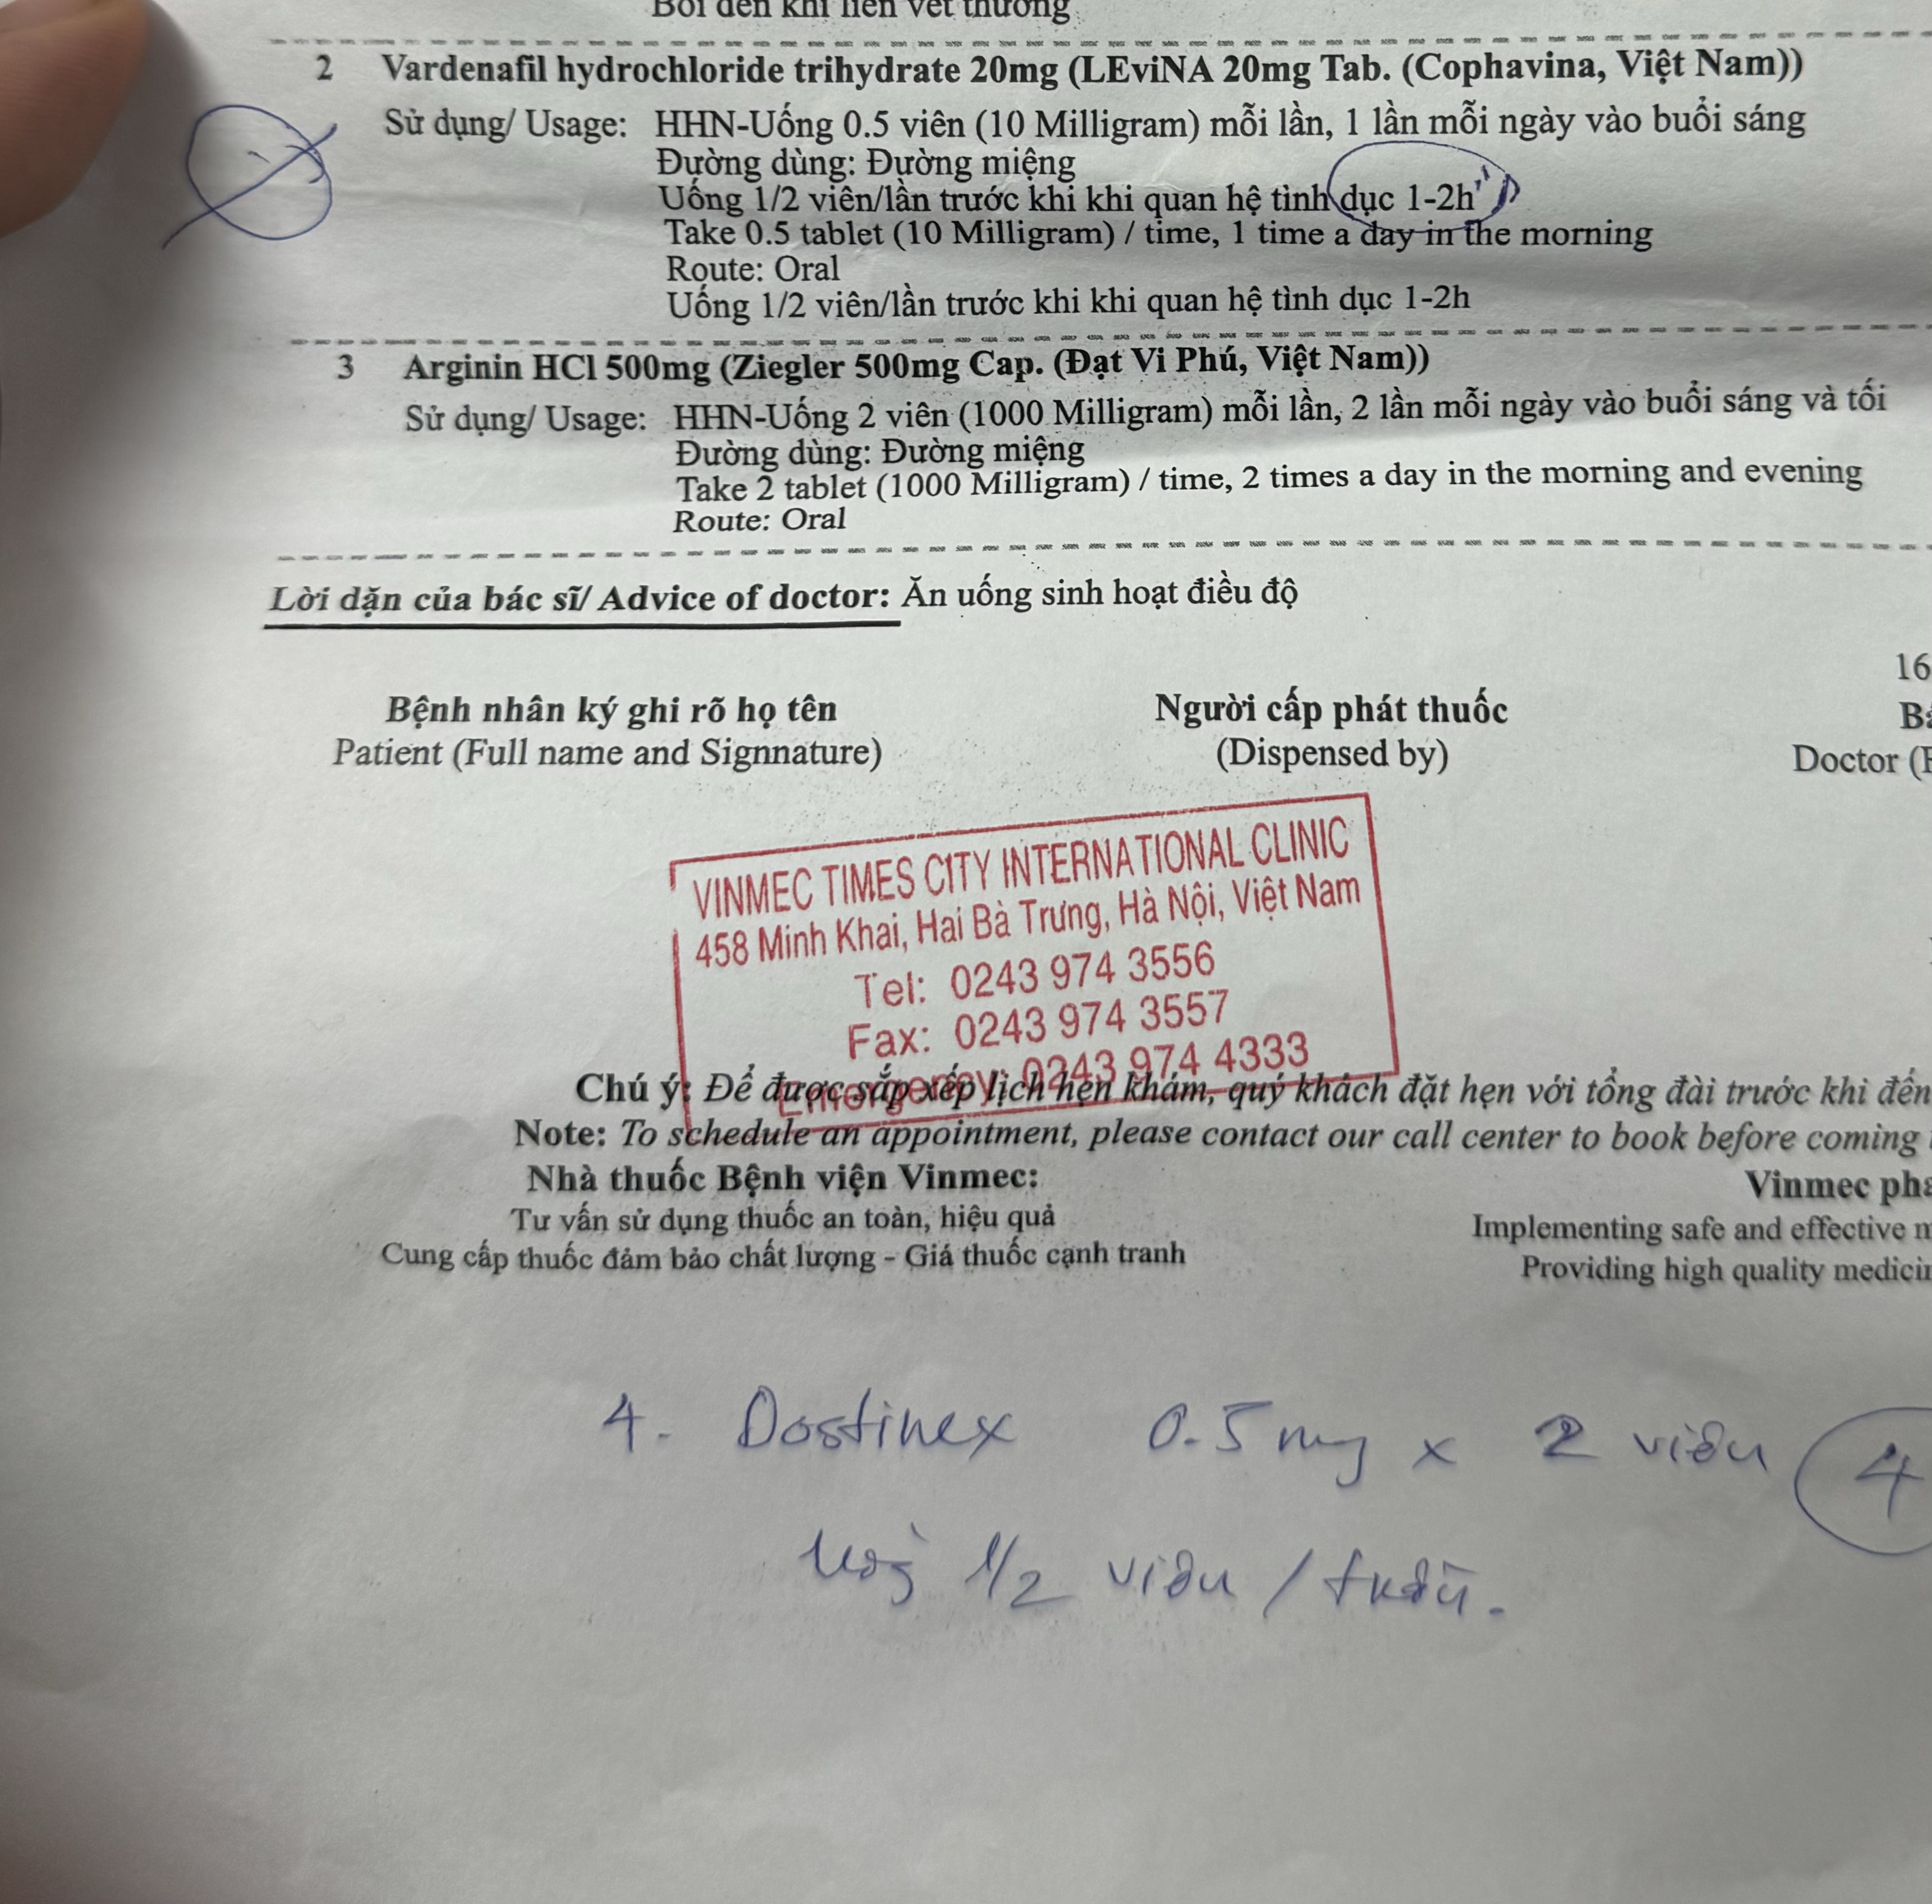 Bôi đến khi liền vết thương
2 Vardenafil hydrochloride trihydrate 20mg (LEviNA 20mg Tab. (Cophavina, Việt Nam))
Sử dụng/ Usage: HHN-Uống 0.5 viên (10 Milligram) mỗi lần, 1 lần mỗi ngày vào buổi sáng
Đường dùng: Đường miệng
Uống 1/2 viên/lần trước khi khi quan hệ tình dục 1-2h
Take 0.5 tablet (10 Milligram) / time, 1 time a day in the morning
Route: Oral
Uống 1/2 viên/lần trước khi khi quan hệ tình dục 1-2h
3 Arginin HCl 500mg (Ziegler 500mg Cap. (Đạt Vi Phú, Việt Nam))
Sử dụng/ Usage: HHN-Uống 2 viên (1000 Milligram) mỗi lần, 2 lần mỗi ngày vào buổi sáng và tối
Đường dùng: Đường miệng
Take 2 tablet (1000 Milligram) / time, 2 times a day in the morning and evening
Route: Oral
Lời dặn của bác sĩ/ Advice of doctor: Ăn uống sinh hoạt điều độ
16
Bệnh nhân ký ghi rõ họ tên Người cấp phát thuốc
Patient (Full name and Signnature) (Dispensed by) Doctor
VINMEC TIMES CITY INTERNATIONAL CLINIC
458 Minh Khai, Hai Bà Trưng, Hà Nội, Việt Nam
Tel: 0243 974 3556
Fax: 0243 974 3557
Emergency: 0243 974 4333
Chú ý: Để được sắp xếp lịch hẹn khám, quý khách đặt hẹn với tổng đài trước khi đến
Note: To schedule an appointment, please contact our call center to book before coming
Nhà thuốc Bệnh viện Vinmec: Vinmec
Tư vấn sử dụng thuốc an toàn, hiệu quả Implementing safe and effective
Cung cấp thuốc đảm bảo chất lượng - Giá thuốc cạnh tranh Providing high quality
4. Dostinex 0.5mg x 2 viên 4
uống 1/2 viên / tuần.